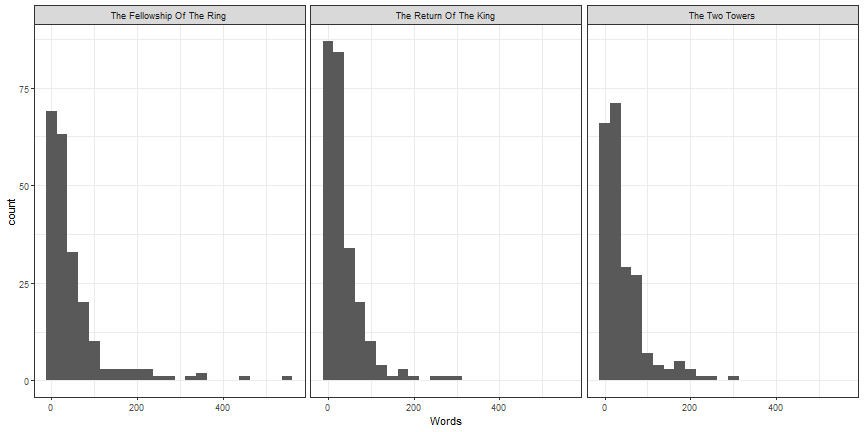 The Fellowship Of The Ring
The Return Of The King
The Two Towers
75
50
25
0
count
0 200 400
0 200 400
0 200 400
Words